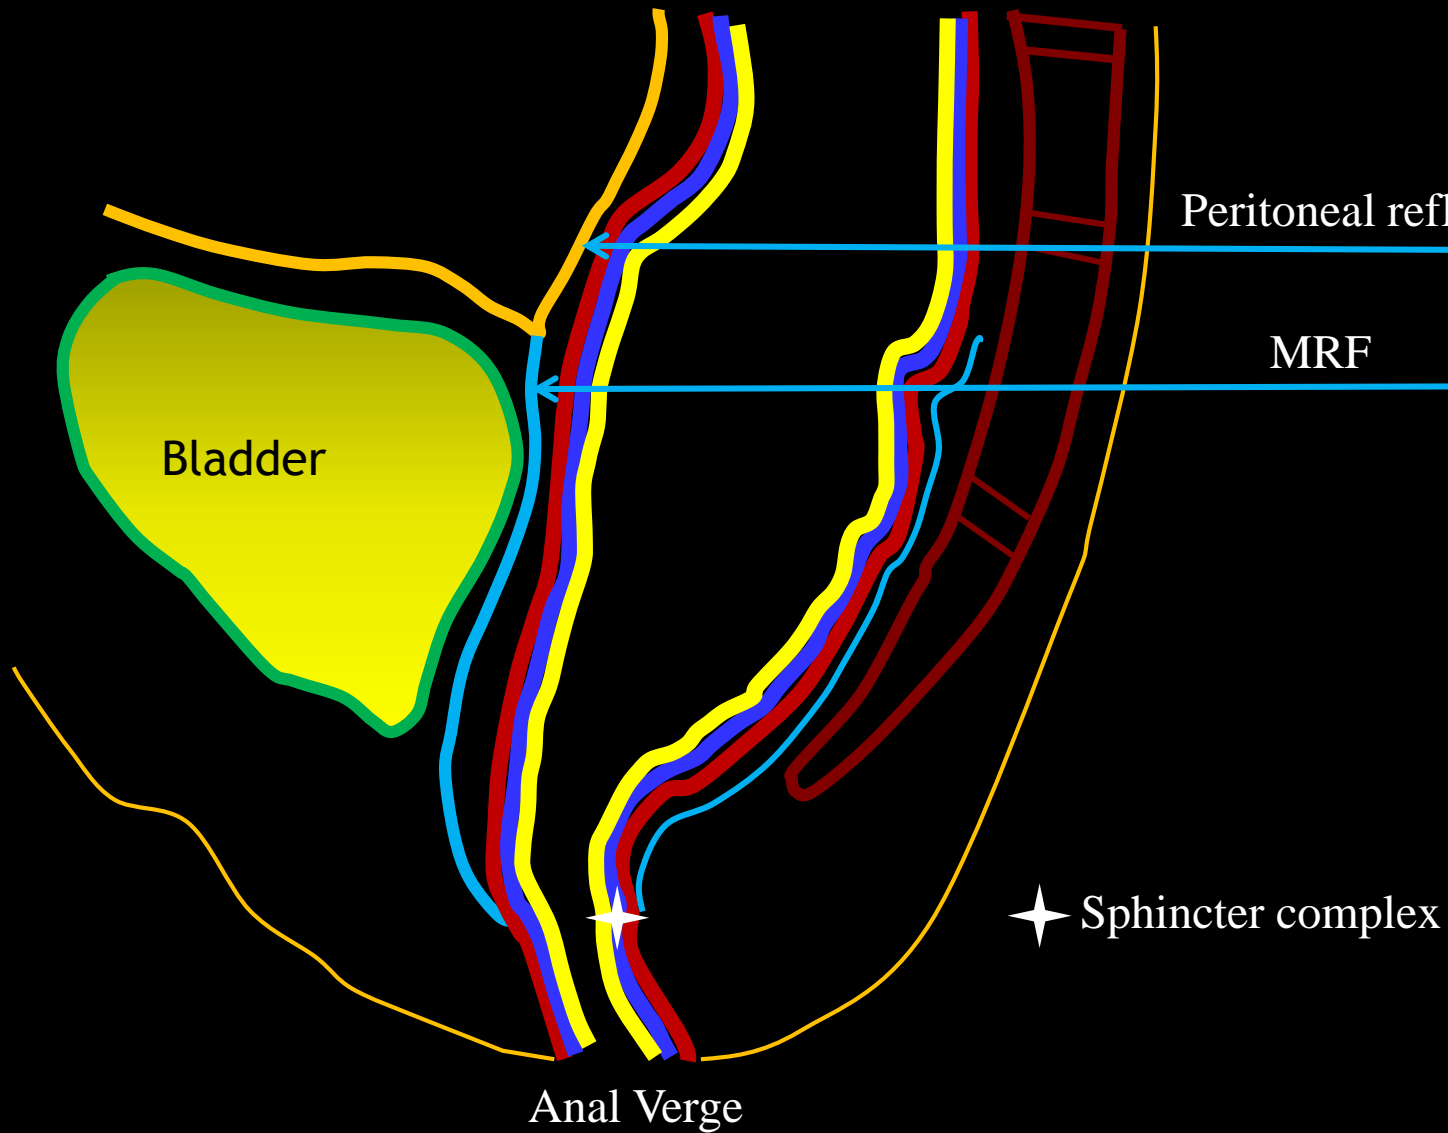 Peritoneal refl
MRF
Bladder
Sphincter complex
Anal Verge